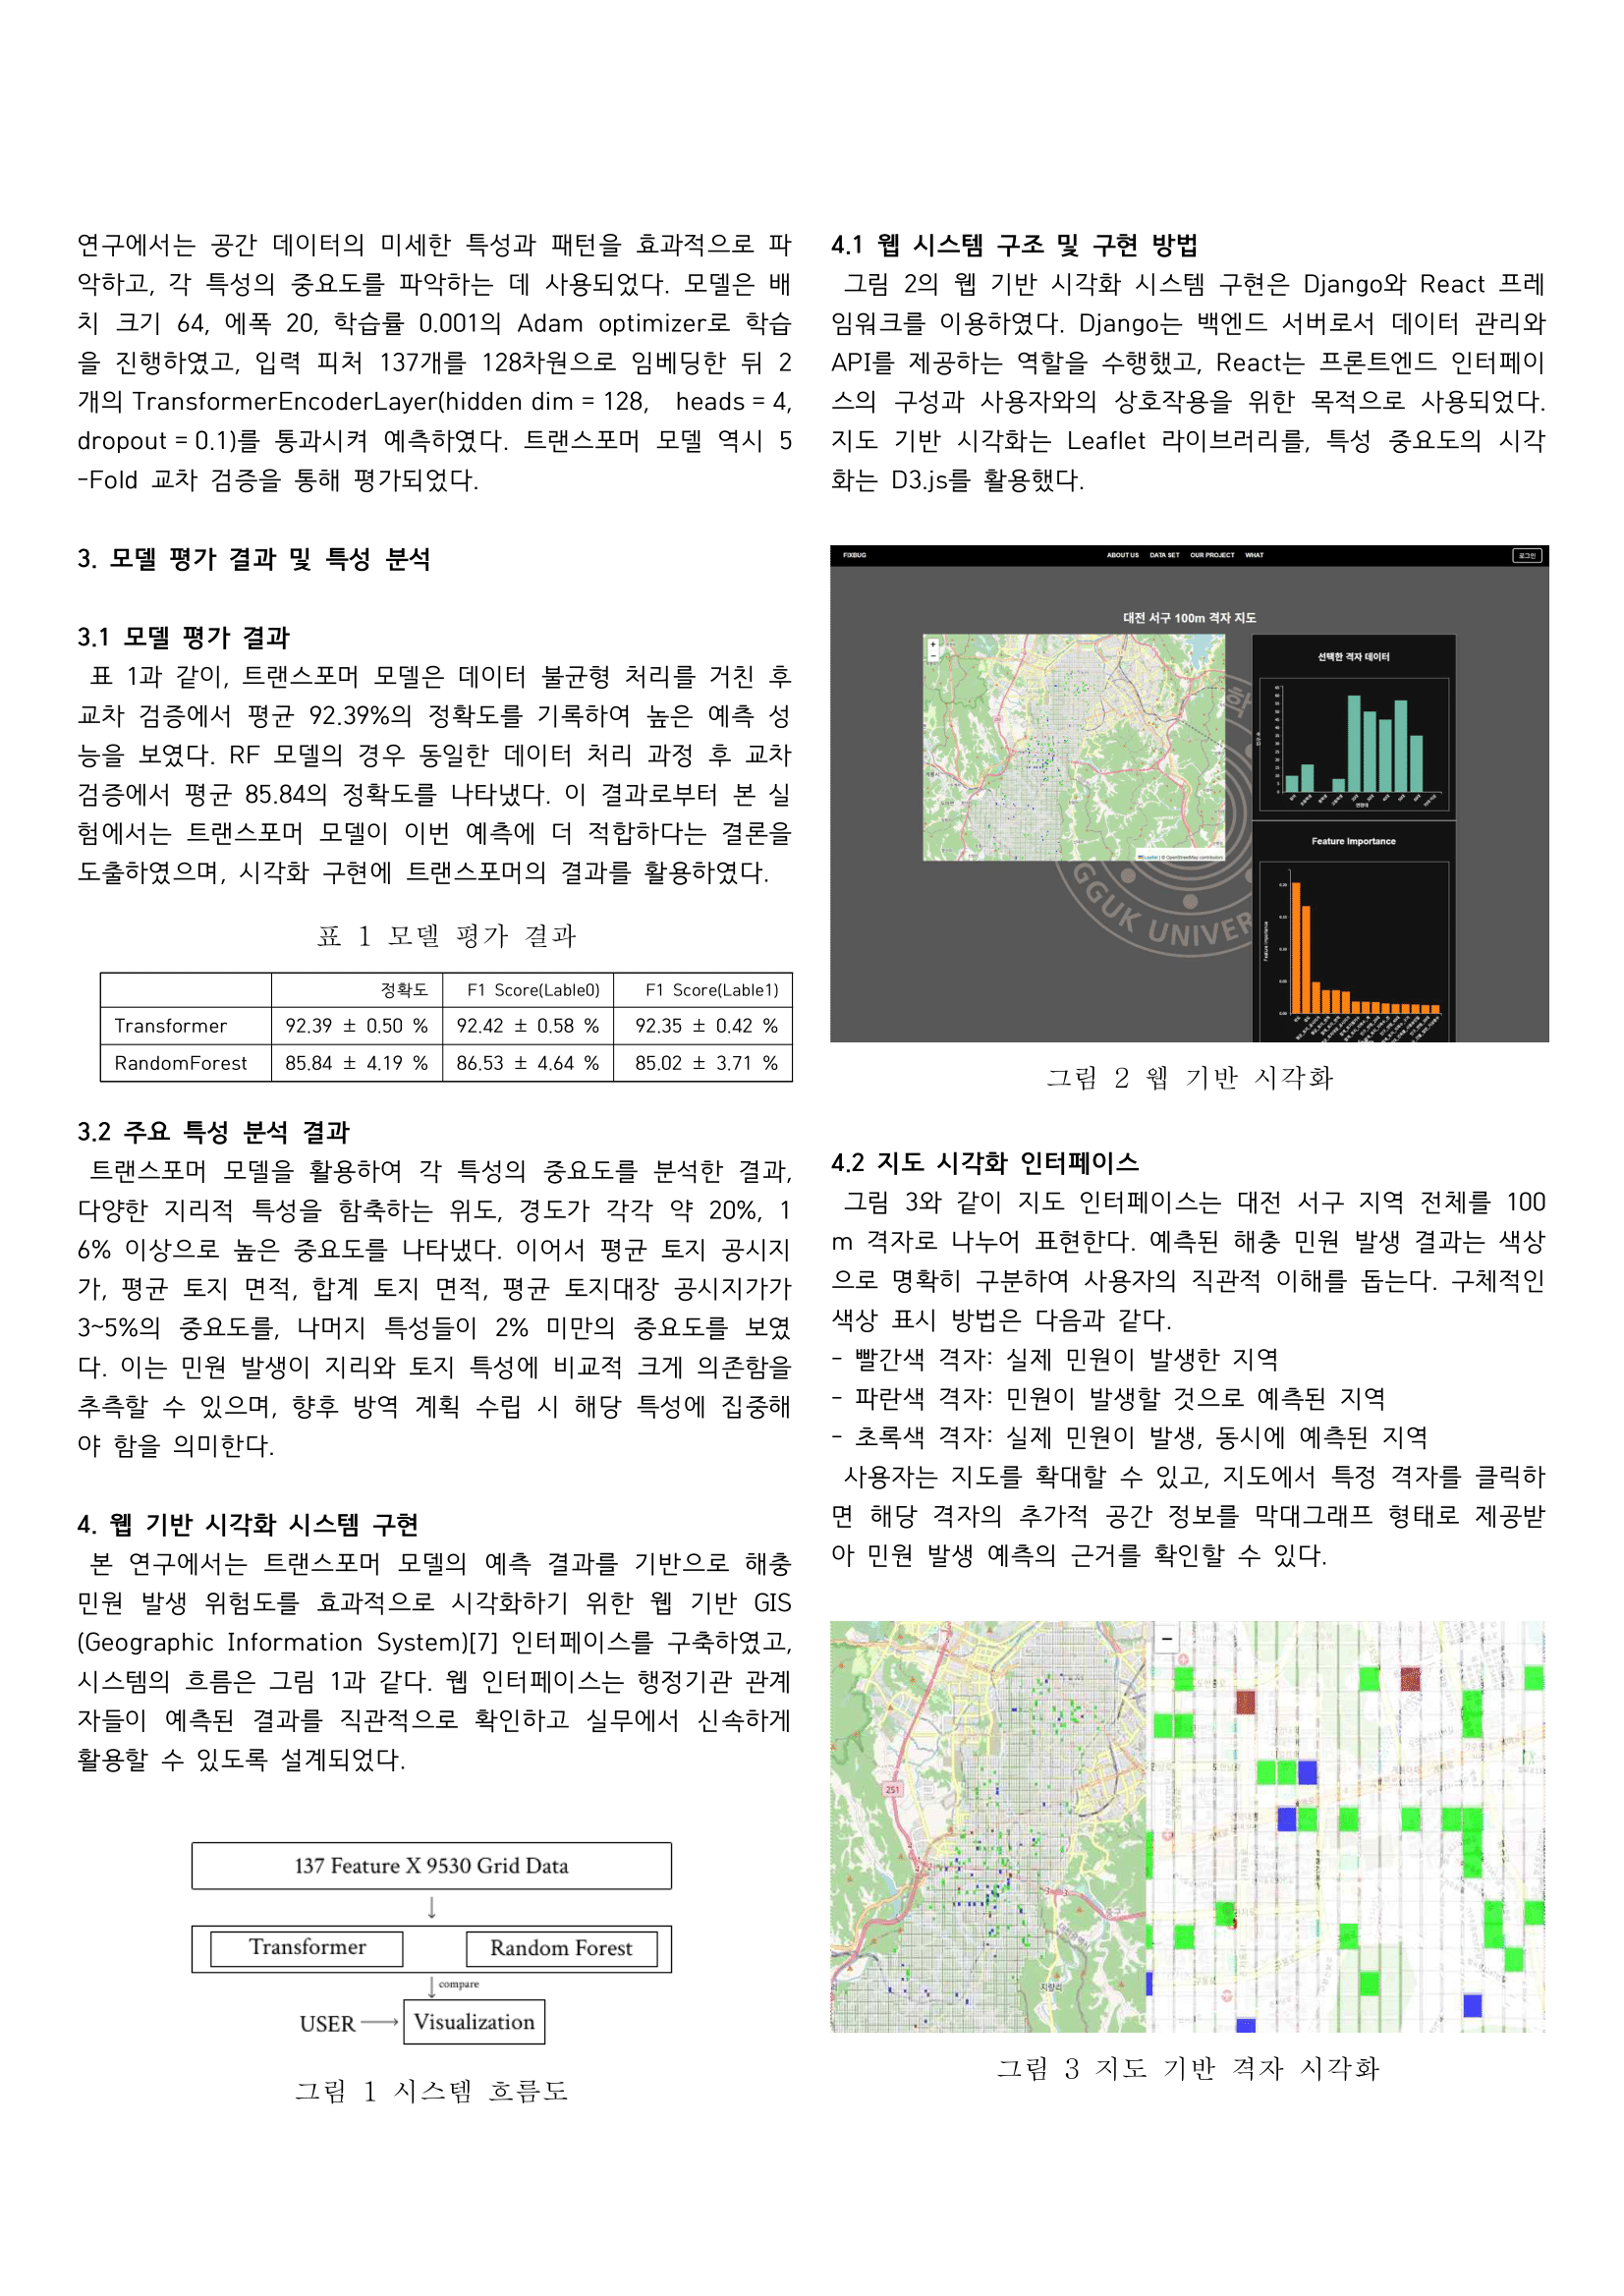 연구에서는 공간 데이터의 미세한 특성과 패턴을 효과적으로 파
악하고, 각 특성의 중요도를 파악하는 데 사용되었다. 모델은 배
치 크기 64, 에폭 20, 학습률 0.001의 Adam optimizer로 학습
을 진행하였고, 입력 피처 137개를 128차원으로 임베딩한 뒤 2
개의 TransformerEncoderLayer(hidden dim = 128, heads = 4,
dropout = 0.1)를 통과시켜 예측하였다. 트랜스포머 모델 역시 5
-Fold 교차 검증을 통해 평가되었다.
3. 모델 평가 결과 및 특성 분석
3.1 모델 평가 결과
표 1과 같이, 트랜스포머 모델은 데이터 불균형 처리를 거친 후
교차 검증에서 평균 92.39%의 정확도를 기록하여 높은 예측 성
능을 보였다. RF 모델의 경우 동일한 데이터 처리 과정 후 교차
검증에서 평균 85.84의 정확도를 나타냈다. 이 결과로부터 본 실
험에서는 트랜스포머 모델이 이번 예측에 더 적합하다는 결론을
도출하였으며, 시각화 구현에 트랜스포머의 결과를 활용하였다.
표 1 모델 평가 결과
정확도 F1 Score(Lable0) F1 Score(Lable1)
Transformer 92.39 ± 0.50 % 92.42 ± 0.58 % 92.35 ± 0.42 %
RandomForest 85.84 ± 4.19 % 86.53 ± 4.64 % 85.02 ± 3.71 %
3.2 주요 특성 분석 결과
트랜스포머 모델을 활용하여 각 특성의 중요도를 분석한 결과,
다양한 지리적 특성을 함축하는 위도, 경도가 각각 약 20%, 1
6% 이상으로 높은 중요도를 나타냈다. 이어서 평균 토지 공시지
가, 평균 토지 면적, 합계 토지 면적, 평균 토지대장 공시지가가
3~5%의 중요도를, 나머지 특성들이 2% 미만의 중요도를 보였
다. 이는 민원 발생이 지리와 토지 특성에 비교적 크게 의존함을
추측할 수 있으며, 향후 방역 계획 수립 시 해당 특성에 집중해
야 함을 의미한다.
4. 웹 기반 시각화 시스템 구현
본 연구에서는 트랜스포머 모델의 예측 결과를 기반으로 해충
민원 발생 위험도를 효과적으로 시각화하기 위한 웹 기반 GIS
(Geographic Information System)[7] 인터페이스를 구축하였고,
시스템의 흐름은 그림 1과 같다. 웹 인터페이스는 행정기관 관계
자들이 예측된 결과를 직관적으로 확인하고 실무에서 신속하게
활용할 수 있도록 설계되었다.
137 Feature X 9530 Grid Data
Transformer Random Forest
compare
USER Visualization
그림 1 시스템 흐름도
4.1 웹 시스템 구조 및 구현 방법
그림 2의 웹 기반 시각화 시스템 구현은 Django와 React 프레
임워크를 이용하였다. Django는 백엔드 서버로서 데이터 관리와
API를 제공하는 역할을 수행했고, React는 프론트엔드 인터페이
스의 구성과 사용자와의 상호작용을 위한 목적으로 사용되었다.
지도 기반 시각화는 Leaflet 라이브러리를, 특성 중요도의 시각
화는 D3.js를 활용했다.
FIXBUG ABOUT US DATA SET OUR PROJECT WHAT 로그인
대전 서구 100m 격자 지도
선택한 격자 데이터
Feature Importance
Leaflet | © OpenStreetMap contributors
GGUK UNIVER
그림 2 웹 기반 시각화
4.2 지도 시각화 인터페이스
그림 3와 같이 지도 인터페이스는 대전 서구 지역 전체를 100
m 격자로 나누어 표현한다. 예측된 해충 민원 발생 결과는 색상
으로 명확히 구분하여 사용자의 직관적 이해를 돕는다. 구체적인
색상 표시 방법은 다음과 같다.
- 빨간색 격자: 실제 민원이 발생한 지역
- 파란색 격자: 민원이 발생할 것으로 예측된 지역
- 초록색 격자: 실제 민원이 발생, 동시에 예측된 지역
사용자는 지도를 확대할 수 있고, 지도에서 특정 격자를 클릭하
면 해당 격자의 추가적 공간 정보를 막대그래프 형태로 제공받
아 민원 발생 예측의 근거를 확인할 수 있다.
251
지량리
그림 3 지도 기반 격자 시각화